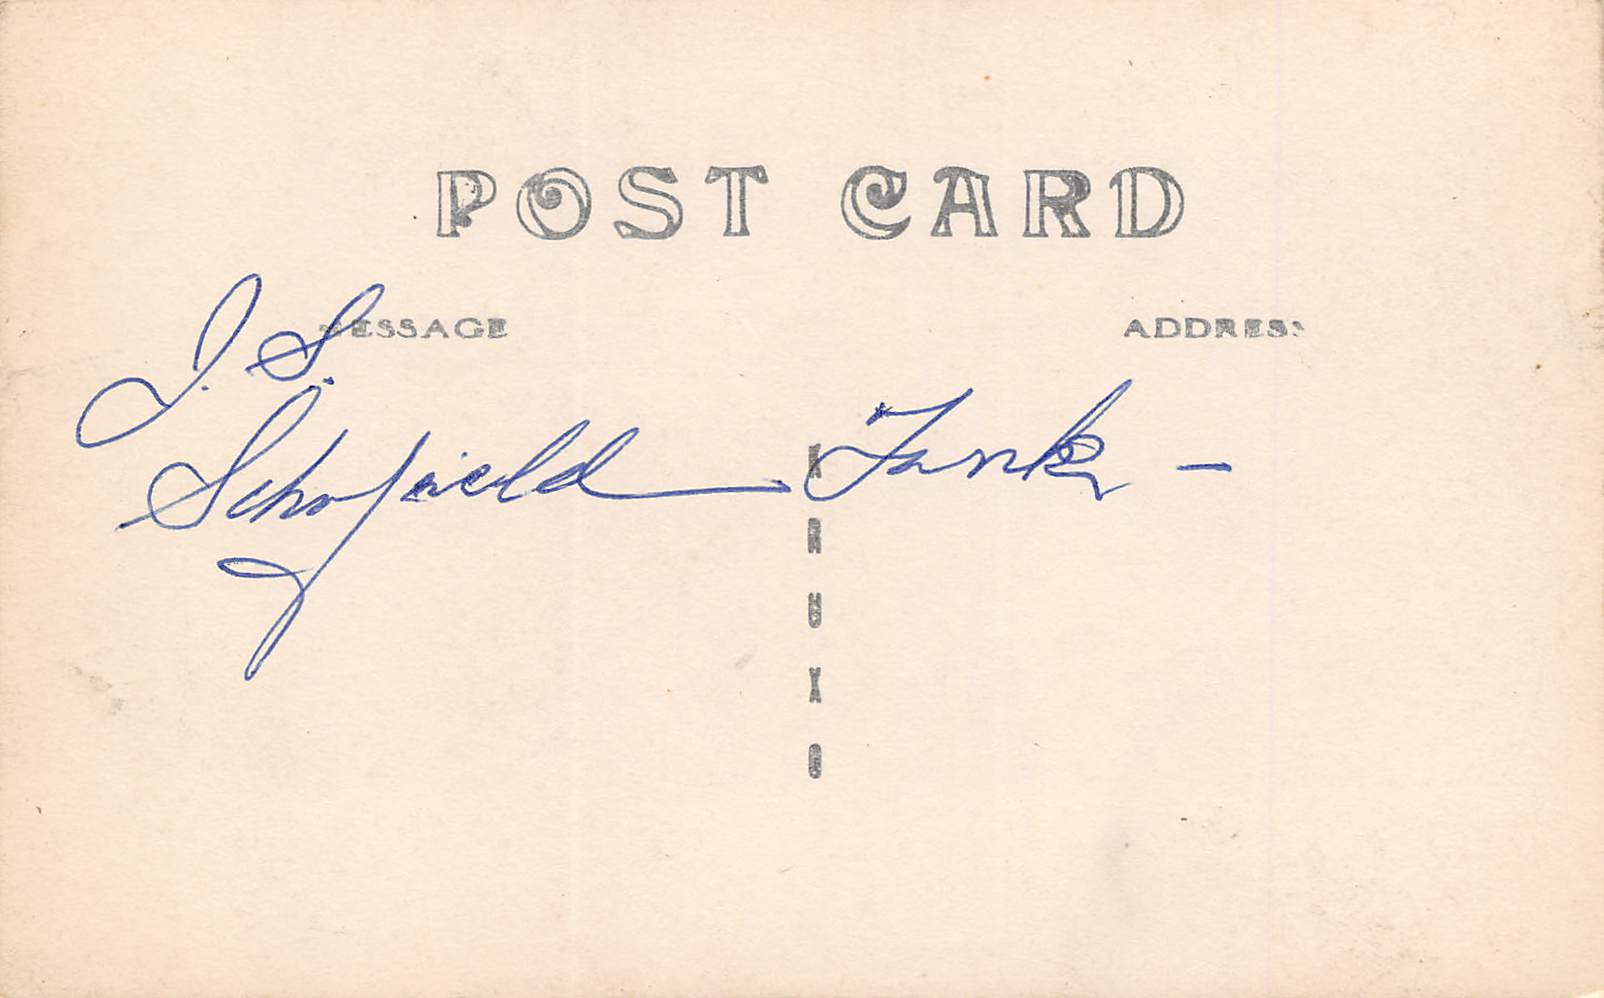 POST CARD
MESSAGE
ADDRESS
J. S.
Schofield Tank -
K
R
U
X
O